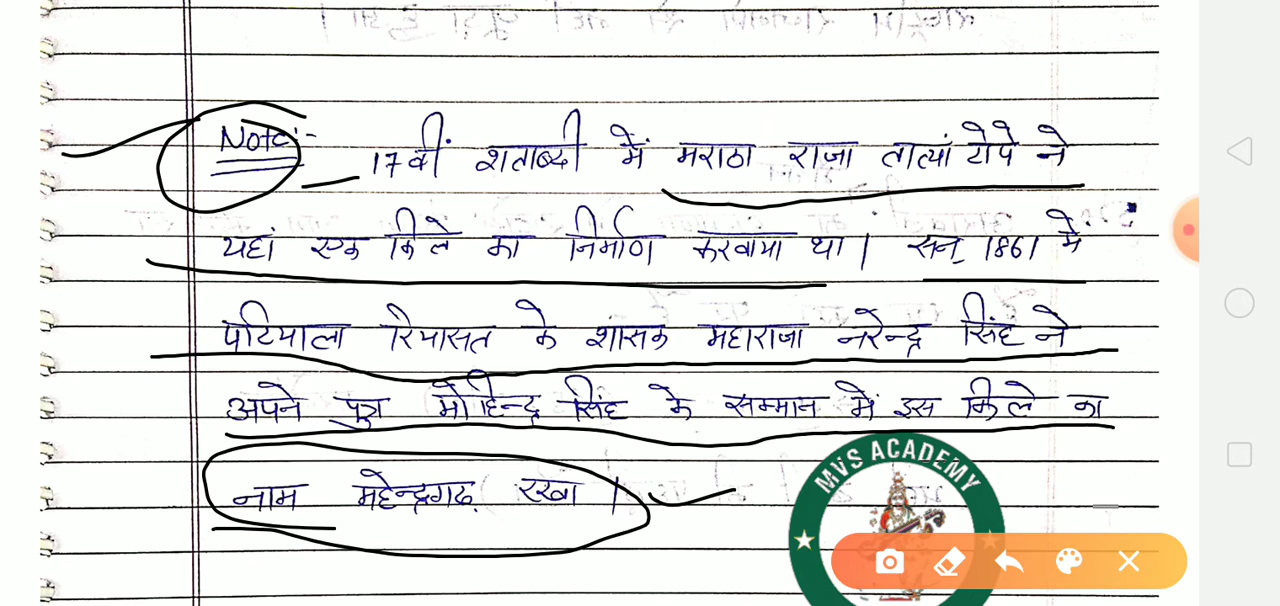 Note:-
17वीं शताब्दी में मराठा राजा तात्यां टोपे ने
यहां एक किले का निर्माण करवाया था। सन् 1861 में
पटियाला रियासत के शासक महाराजा नरेन्द्र सिंह ने
अपने पुत्र मोहिन्द्र सिंह के सम्मान में इस किले का
नाम महेन्द्रगढ़ रखा।
MVS ACADEMY